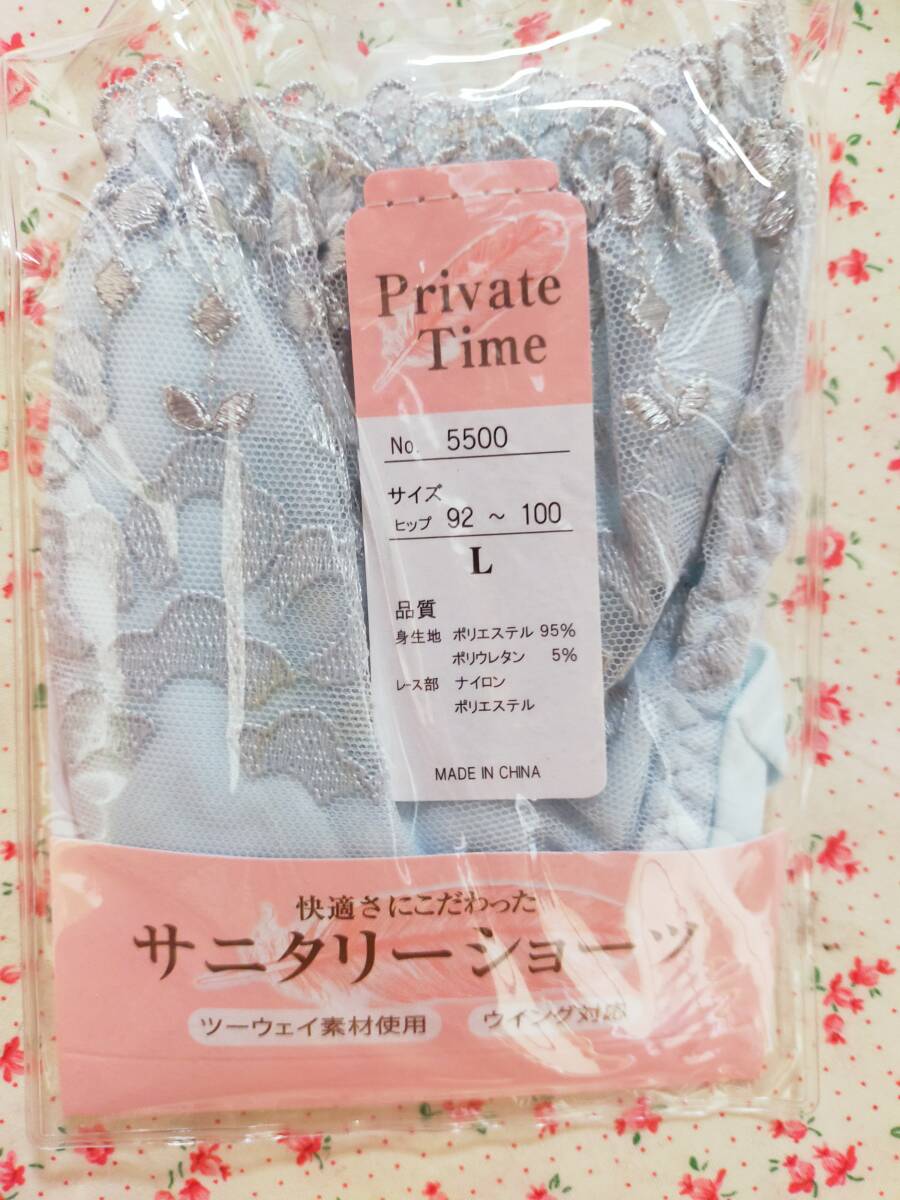 Private
Time
No. 5500
サイズ
ヒップ 92 ~ 100
L
品質
身生地 ポリエステル 95%
ポリウレタン 5%
レース部 ナイロン
ポリエステル
MADE IN CHINA
快適さにこだわった
サニタリーショーツ
ツーウェイ素材使用 ウイング対応